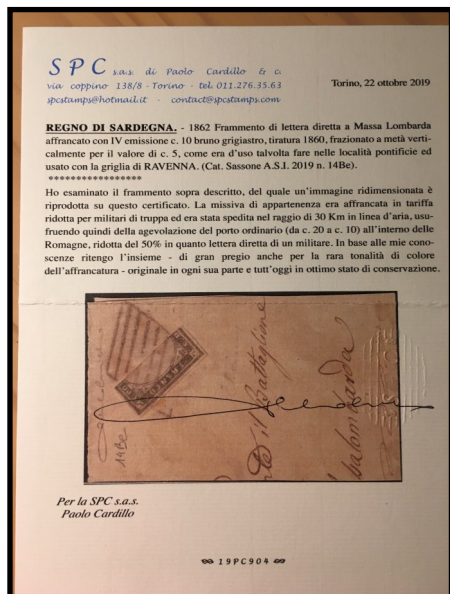 SPC s.a.s. di Paolo Cardillo & c.
via coppino 138/8 - Torino - tel. 011.276.35.63
spcstamps@hotmail.it - contact@spcstamps.com
Torino, 22 ottobre 2019
REGNO DI SARDEGNA. - 1862 Frammento di lettera diretta a Massa Lombarda
affrancato con IV emissione c. 10 bruno grigiastro, tiratura 1860, frazionato a metà verti-
calmente per il valore di c. 5, come era d'uso talvolta fare nelle località pontificie ed
usato con la griglia di RAVENNA. (Cat. Sassone A.S.I. 2019 n. 14Be).
*****************
Ho esaminato il frammento sopra descritto, del quale un'immagine ridimensionata è
riprodotta su questo certificato. La missiva di appartenenza era affrancata in tariffa
ridotta per militari di truppa ed era stata spedita nel raggio di 30 Km in linea d'aria, usu-
fruendo quindi della agevolazione del porto ordinario (da c. 20 a c. 10) all'interno delle
Romagne, ridotta del 50% in quanto lettera diretta di un militare. In base alle mie cono-
scenze ritengo l'insieme - di gran pregio anche per la rara tonalità di colore
dell'affrancatura - originale in ogni sua parte e tutt'oggi in ottimo stato di conservazione.
14Be
Battaglione
balombarda
Per la SPC s.a.s.
Paolo Cardillo
19PC904